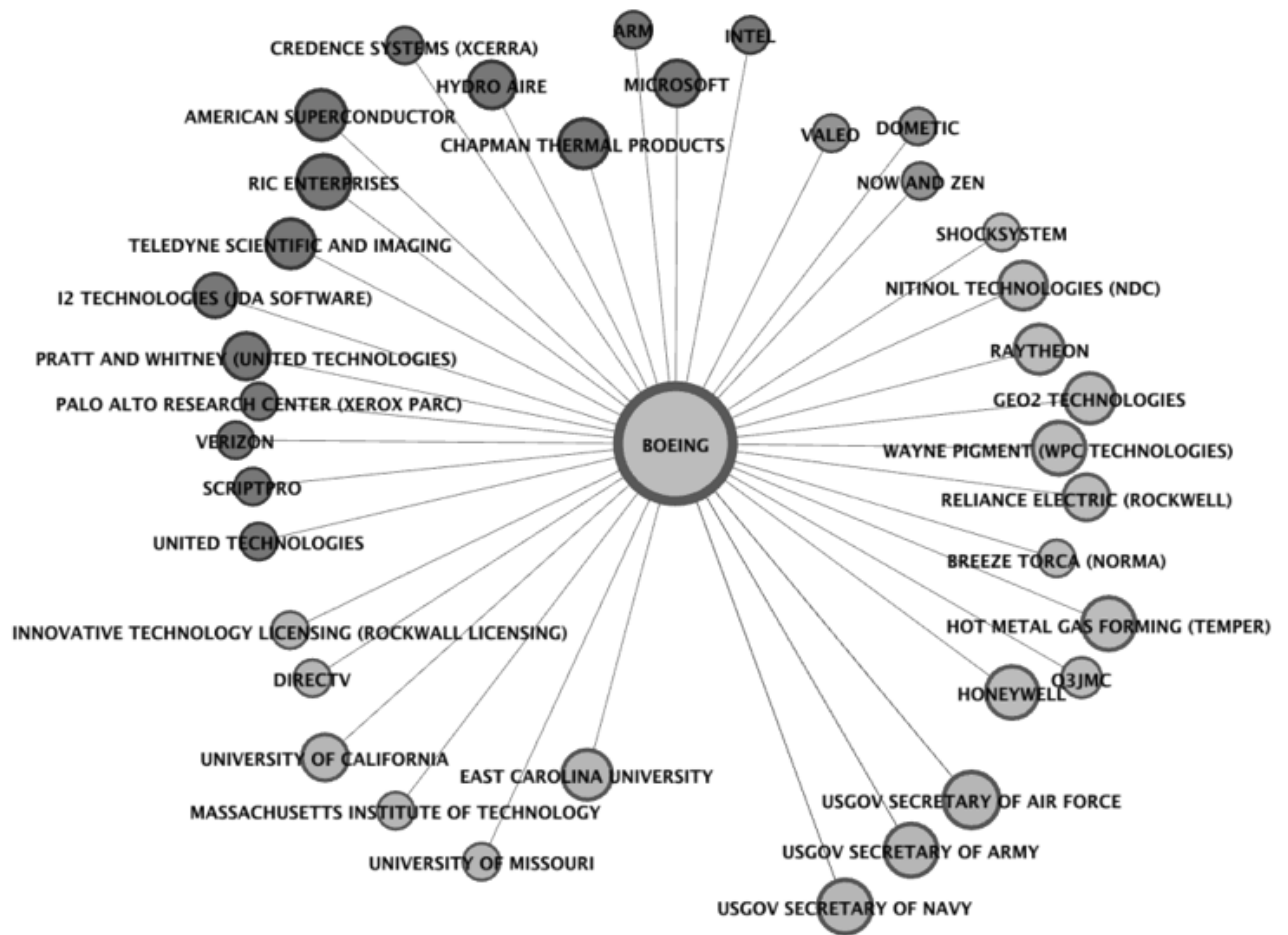 ARM
INTEL
CREDENCE SYSTEMS (XCERRA)
HYDRO AIRE
MICROSOFT
AMERICAN SUPERCONDUCTOR
VALEO
DOMETIC
CHAPMAN THERMAL PRODUCTS
RIC ENTERPRISES
NOW AND ZEN
SHOCKSYSTEM
TELEDYNE SCIENTIFIC AND IMAGING
NITINOL TECHNOLOGIES (NDC)
I2 TECHNOLOGIES (JDA SOFTWARE)
RAYTHEON
PRATT AND WHITNEY (UNITED TECHNOLOGIES)
GEO2 TECHNOLOGIES
PALO ALTO RESEARCH CENTER (XEROX PARC)
VERIZON
BOEING
WAYNE PIGMENT (WPC TECHNOLOGIES)
SCRIPTPRO
RELIANCE ELECTRIC (ROCKWELL)
UNITED TECHNOLOGIES
BREEZE TORCA (NORMA)
INNOVATIVE TECHNOLOGY LICENSING (ROCKWALL LICENSING)
HOT METAL GAS FORMING (TEMPER)
DIRECTV
Q3JMC
HONEYWELL
UNIVERSITY OF CALIFORNIA
EAST CAROLINA UNIVERSITY
USGOV SECRETARY OF AIR FORCE
MASSACHUSETTS INSTITUTE OF TECHNOLOGY
USGOV SECRETARY OF ARMY
UNIVERSITY OF MISSOURI
USGOV SECRETARY OF NAVY